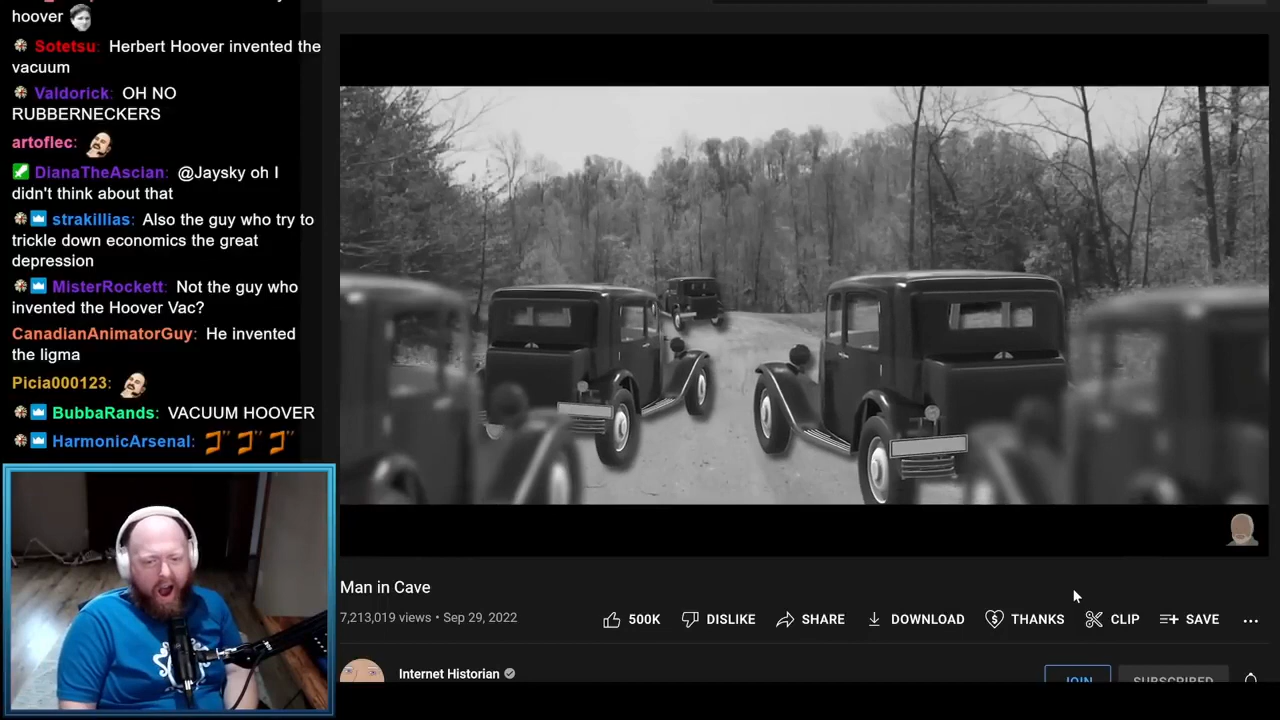 hoover
Sotetsu: Herbert Hoover invented the
vacuum
Valdorick: OH NO
RUBBERNECKERS
artoflec:
DianaTheAscian: @Jaysky oh I
didn't think about that
strakillias: Also the guy who try to
trickle down economics the great
depression
MisterRockett: Not the guy who
invented the Hoover Vac?
CanadianAnimatorGuy: He invented
the ligma
Picia000123:
BubbaRands: VACUUM HOOVER
HarmonicArsenal:
Man in Cave
7,213,019 views • Sep 29, 2022
500K
DISLIKE
SHARE
DOWNLOAD
THANKS
CLIP
SAVE
Internet Historian
JOIN
SUBSCRIBED